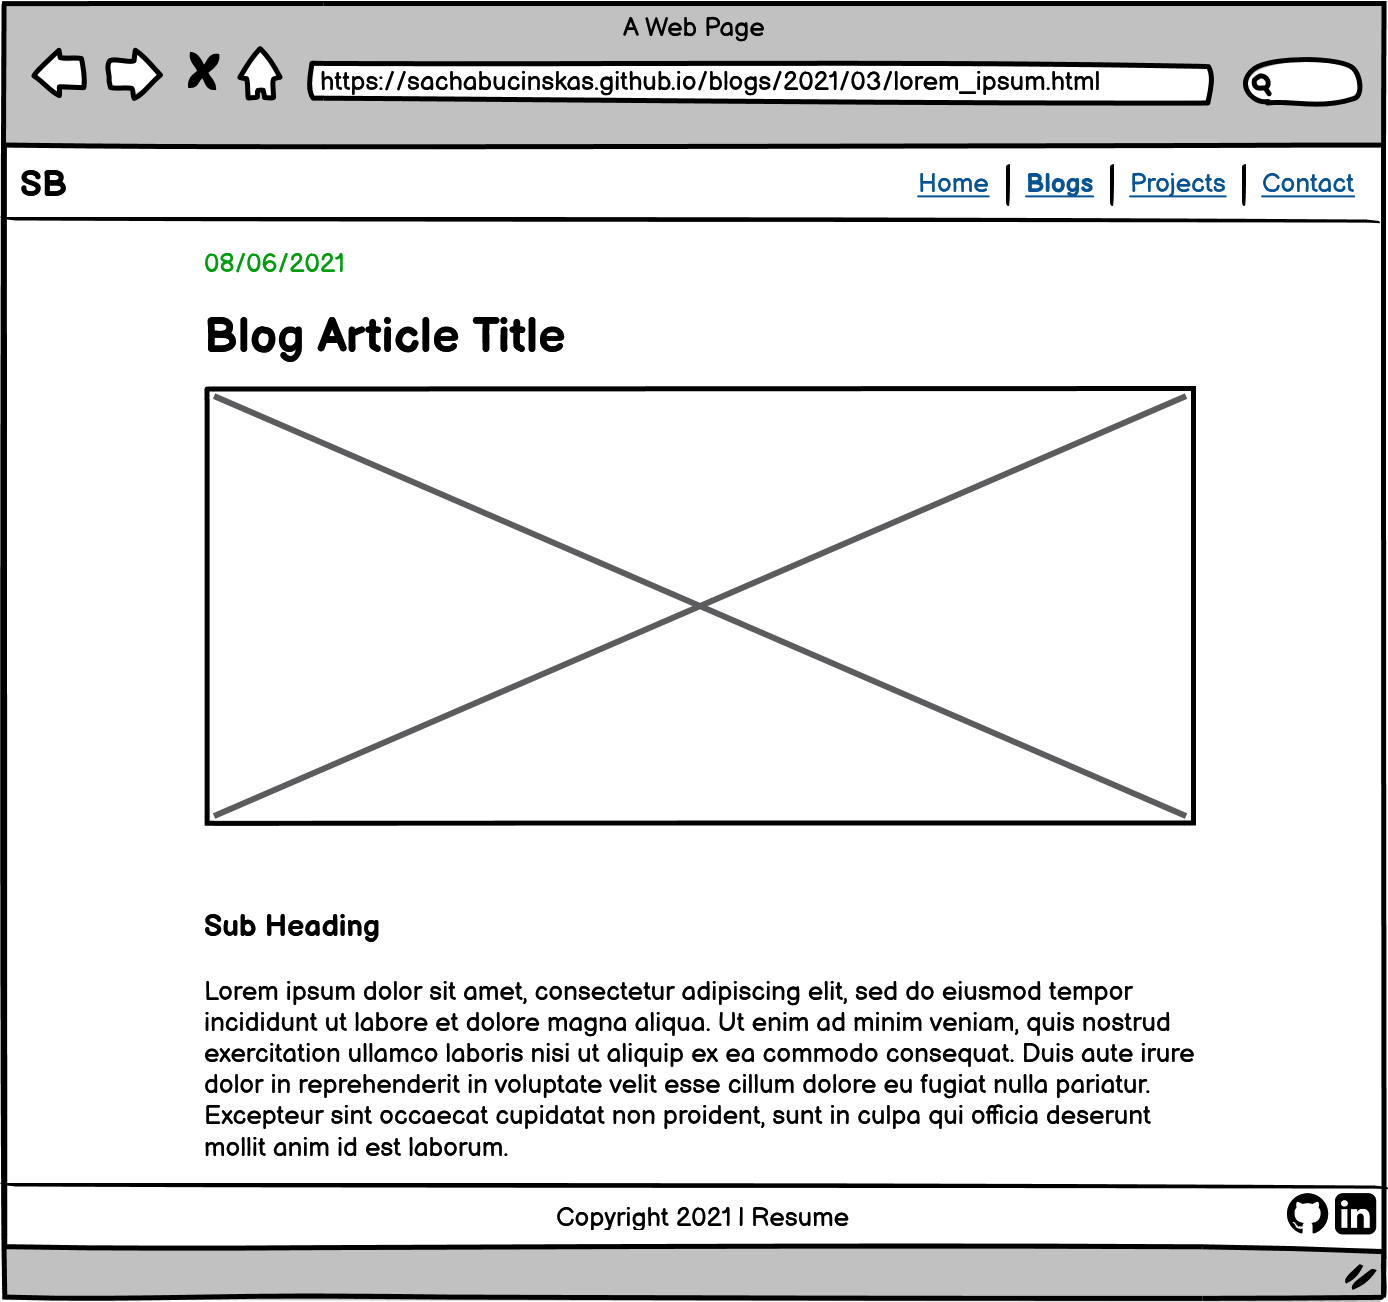 A Web Page
https://sachabucinskas.github.io/blogs/2021/03/lorem_ipsum.html
SB
Home | Blogs | Projects | Contact
08/06/2021
Blog Article Title
Sub Heading
Lorem ipsum dolor sit amet, consectetur adipiscing elit, sed do eiusmod tempor
incididunt ut labore et dolore magna aliqua. Ut enim ad minim veniam, quis nostrud
exercitation ullamco laboris nisi ut aliquip ex ea commodo consequat. Duis aute irure
dolor in reprehenderit in voluptate velit esse cillum dolore eu fugiat nulla pariatur.
Excepteur sint occaecat cupidatat non proident, sunt in culpa qui officia deserunt
mollit anim id est laborum.
Copyright 2021 | Resume
in